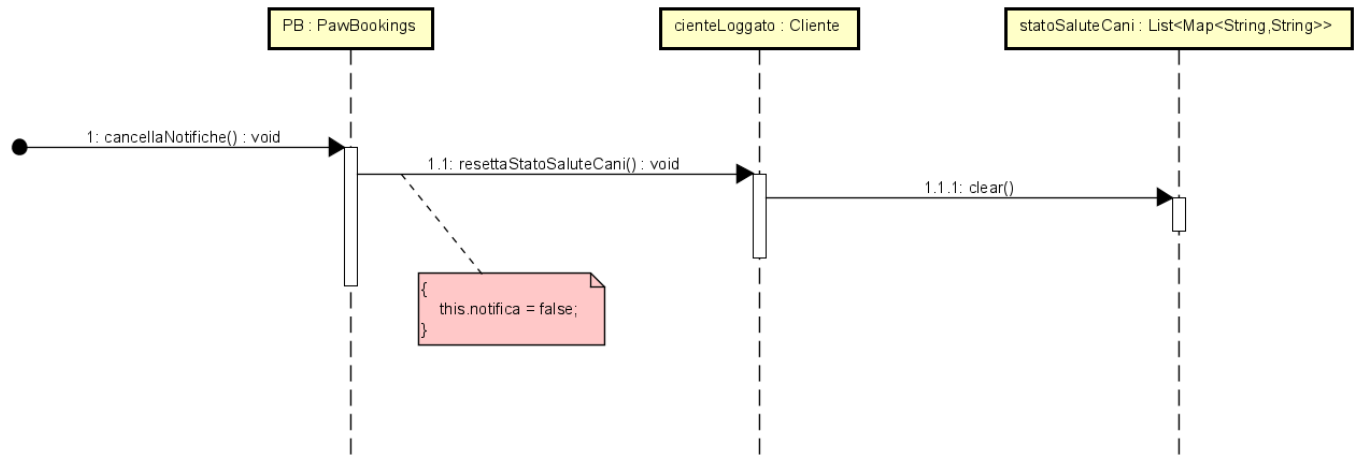 PB : PawBookings
cienteLoggato : Cliente
statoSaluteCani : List<Map<String,String>>
1: cancellaNotifiche() : void
1.1: resettaStatoSaluteCani() : void
1.1.1: clear()
{
this.notifica = false;
}